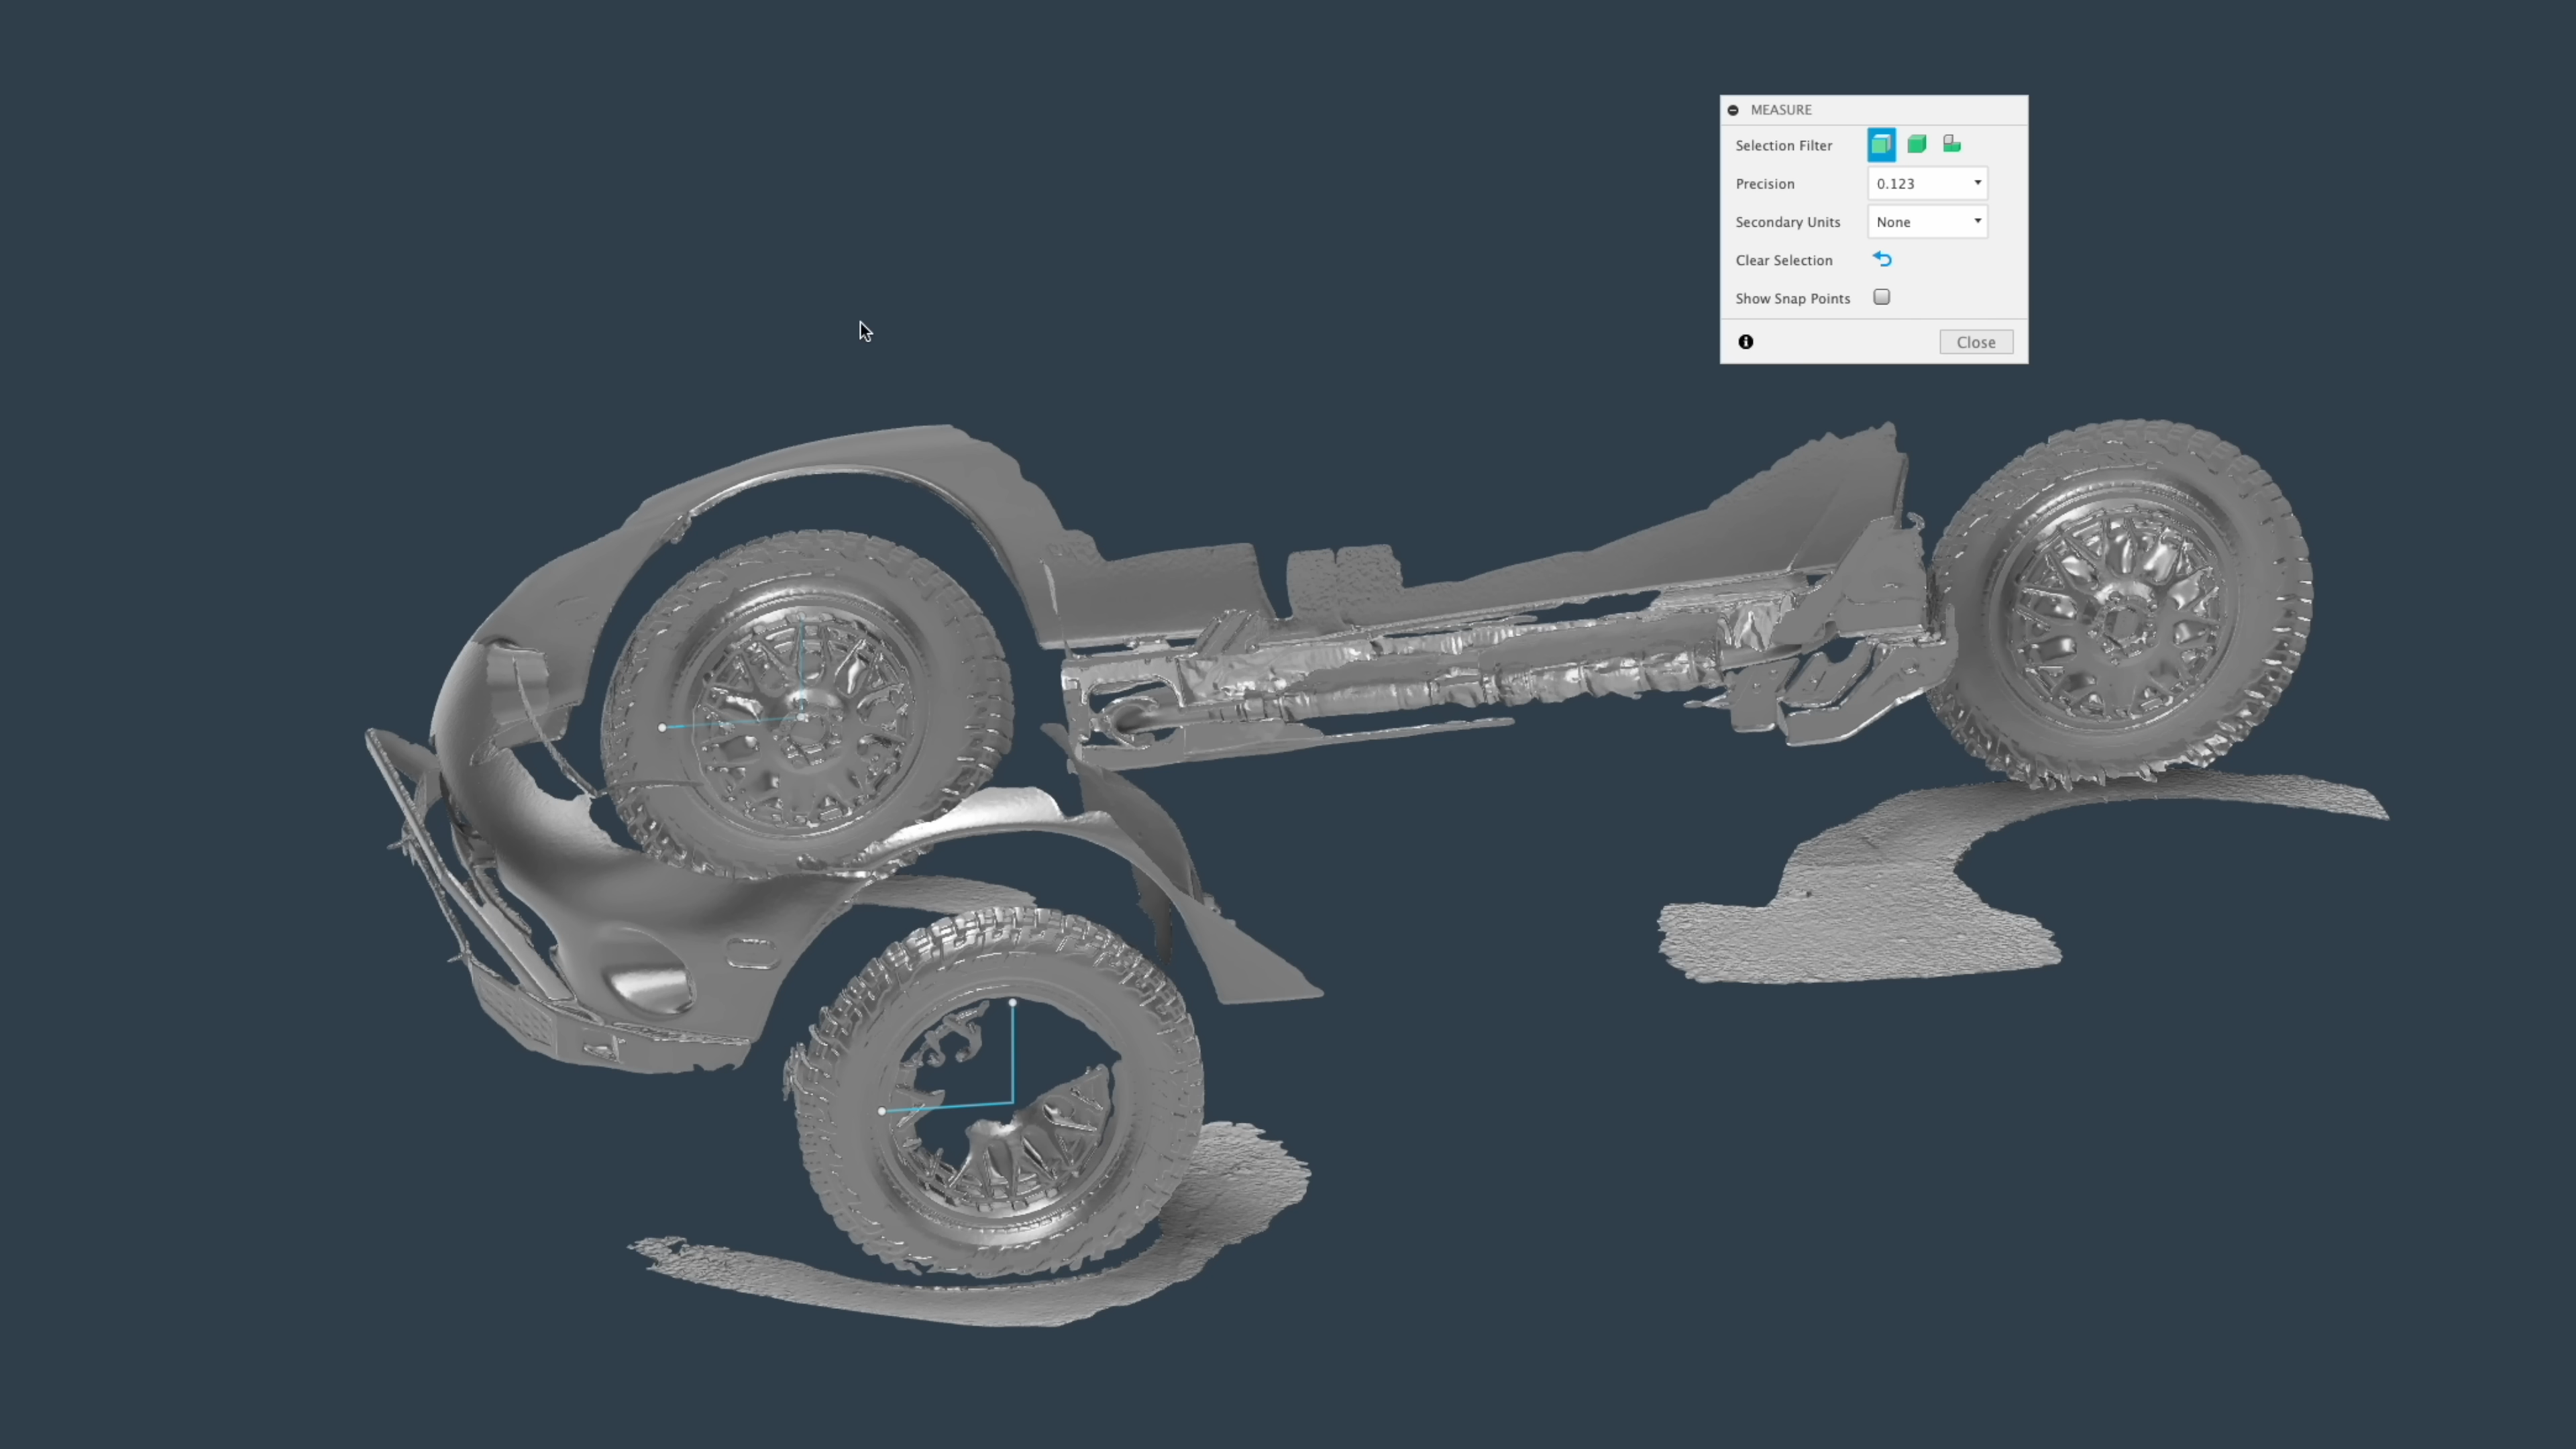 MEASURE
Selection Filter
Precision 0.123
Secondary Units None
Clear Selection
Show Snap Points
Close